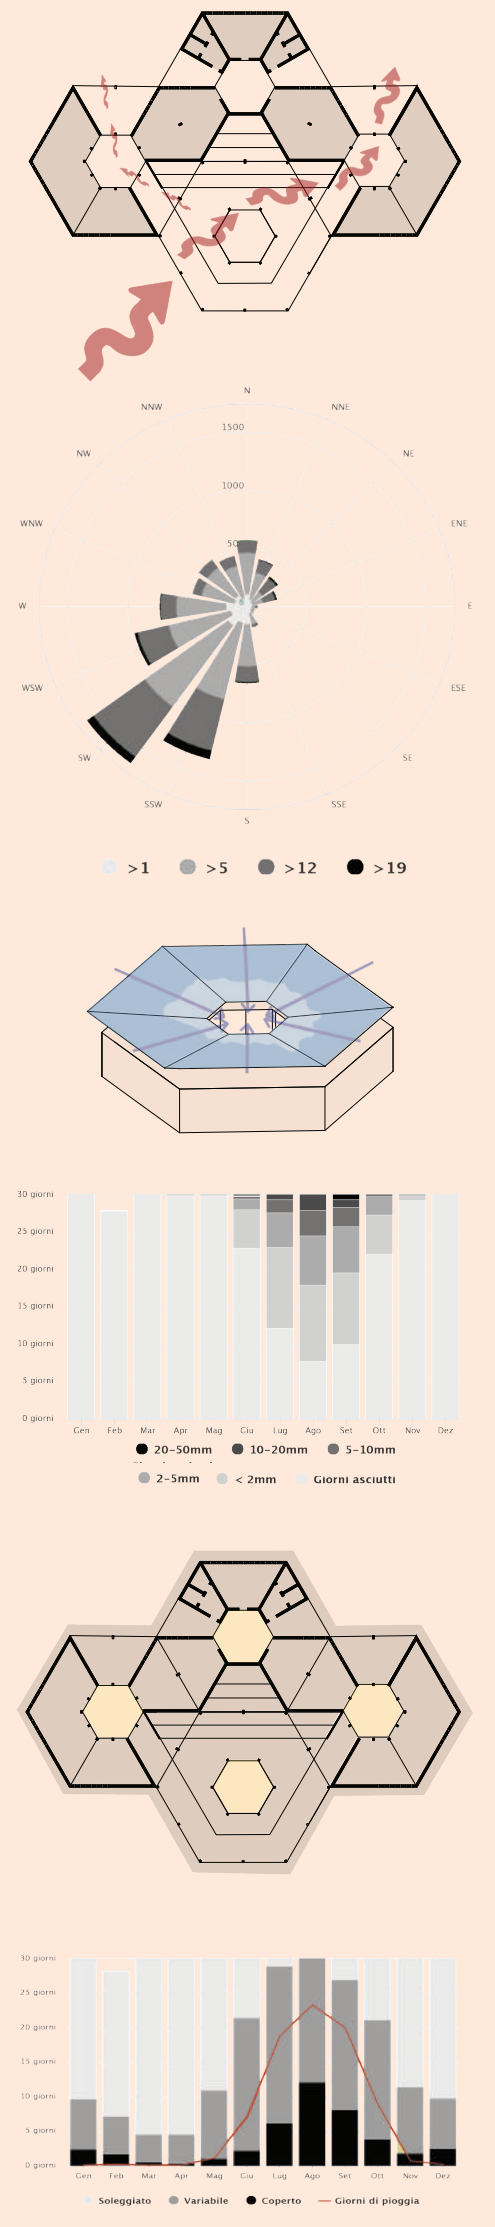 N
NNW NNE
1500
NW NE
1000
WNW ENE
50
W E
WSW ESE
SW SE
SSW SSE
S
>1 >5 >12 >19
30 giorni
25 giorni
20 giorni
15 giorni
10 giorni
5 giorni
0 giorni
Gen Feb Mar Apr Mag Giu Lug Ago Set Ott Nov Dez
20-50mm 10-20mm 5-10mm
2-5mm < 2mm Giorni asciutti
30 giorni
25 giorni
20 giorni
15 giorni
10 giorni
5 giorni
0 giorni
Gen Feb Mar Apr Mag Giu Lug Ago Set Ott Nov Dez
Soleggiato Variabile Coperto Giorni di pioggia